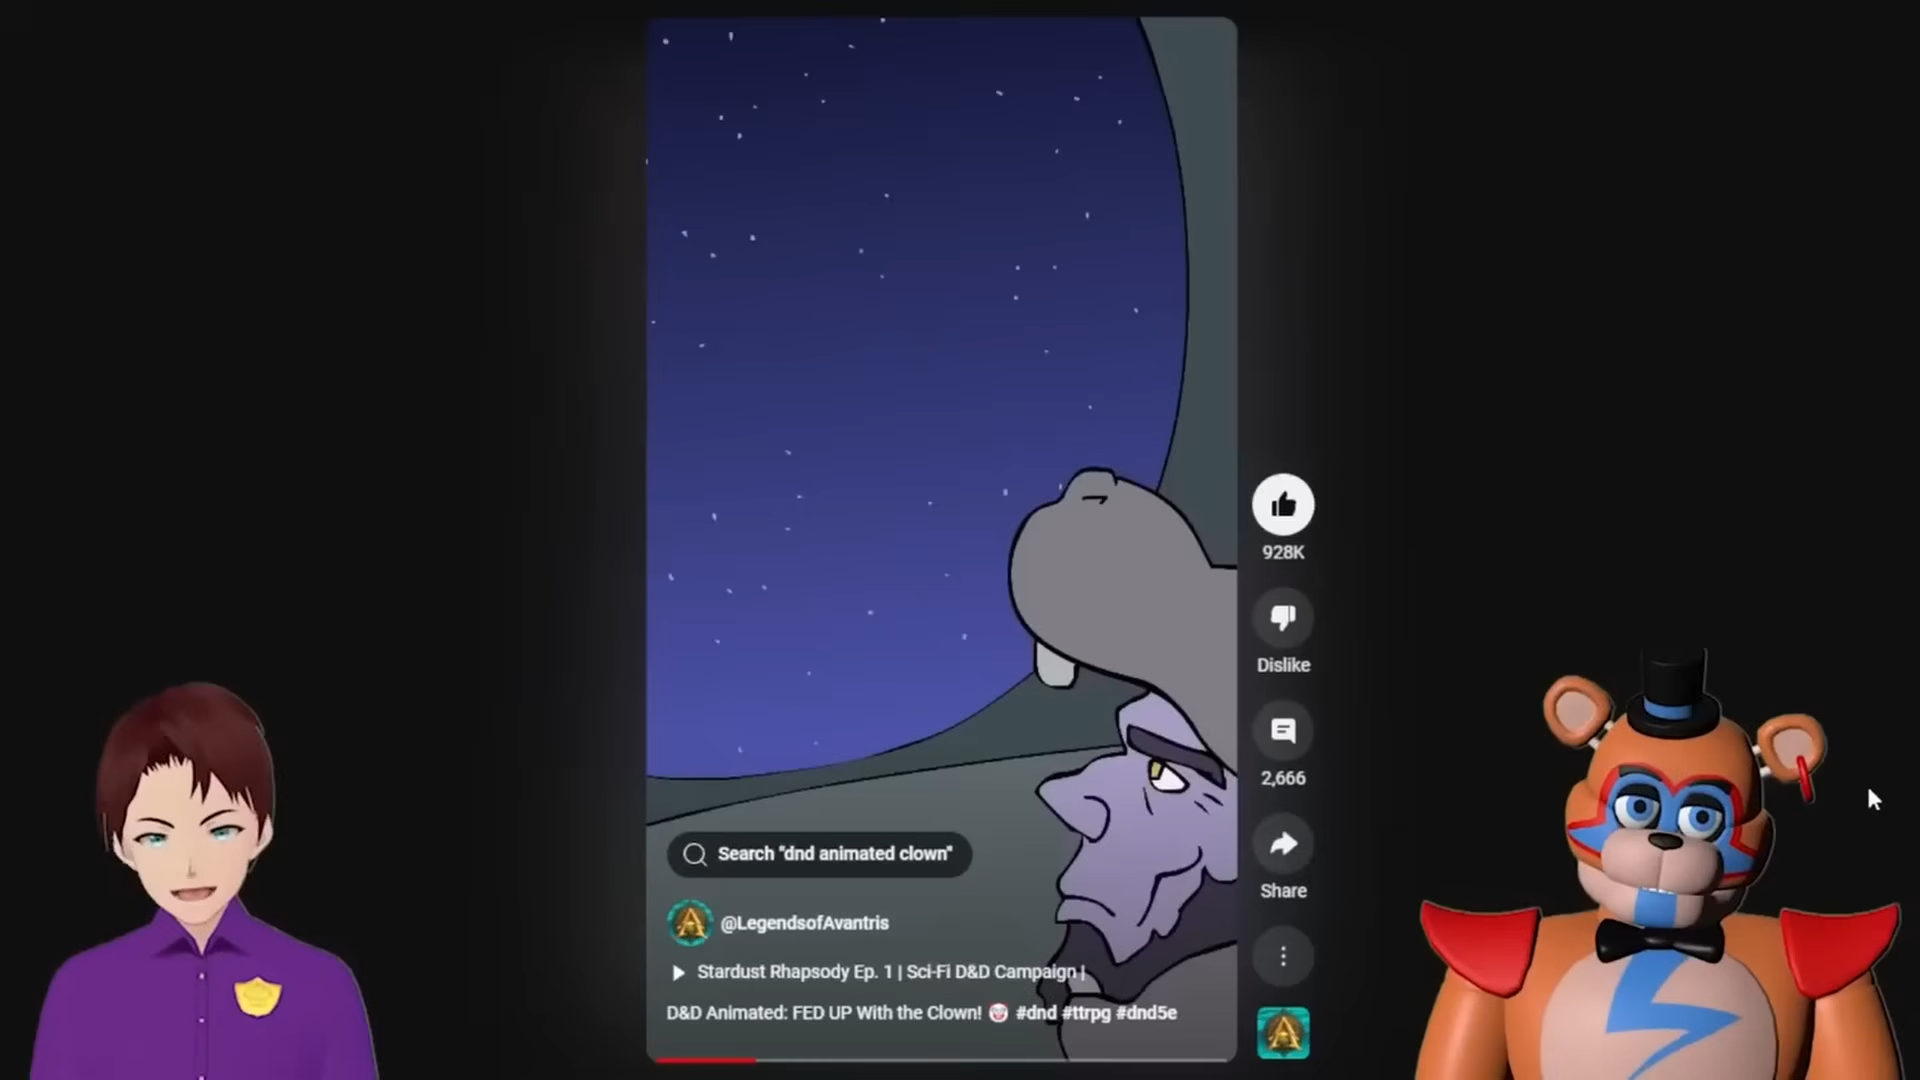 928K
Dislike
2,666
Share
Search "dnd animated clown"
@LegendsofAvantris
Stardust Rhapsody Ep. 1 | Sci-Fi D&D Campaign |
D&D Animated: FED UP With the Clown! 🤡 #dnd #ttrpg #dnd5e